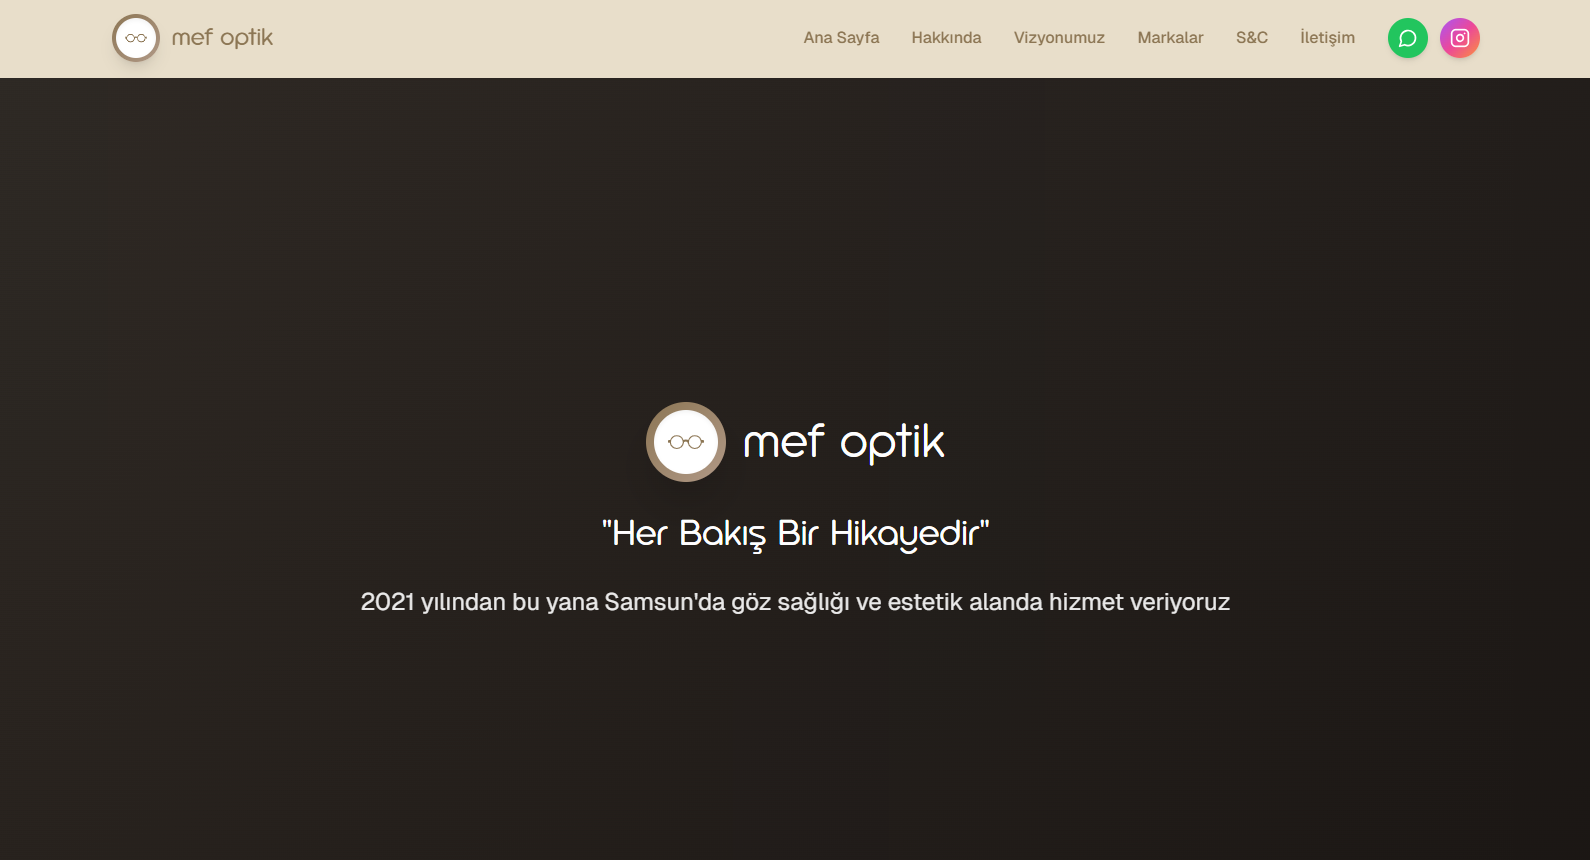 mef optik
Ana Sayfa Hakkında Vizyonumuz Markalar S&C İletişim
mef optik
"Her Bakış Bir Hikayedir"
2021 yılından bu yana Samsun'da göz sağlığı ve estetik alanda hizmet veriyoruz